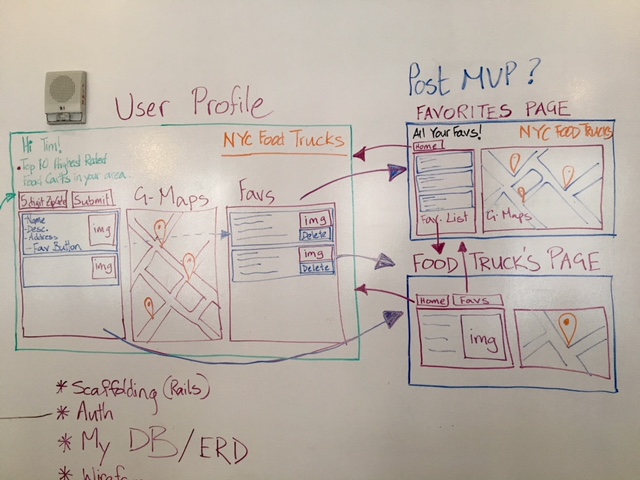 Post MVP?
User Profile
FAVORITES PAGE
Hi Tim!
• Top 10 Highest Rated
Food Carts in your area.
NYC Food Trucks
All Your Favs!
NYC FOOD TRUCKS
Home
5 digit Zipcode
Submit
G-Maps
Favs
- Name
- Desc.
- Address
- Fav Button
img
img
img
Delete
img
Delete
Fav. List
G-Maps
FOOD TRUCK'S PAGE
Home
Favs
img
* Scaffolding (Rails)
* Auth
* My DB/ERD